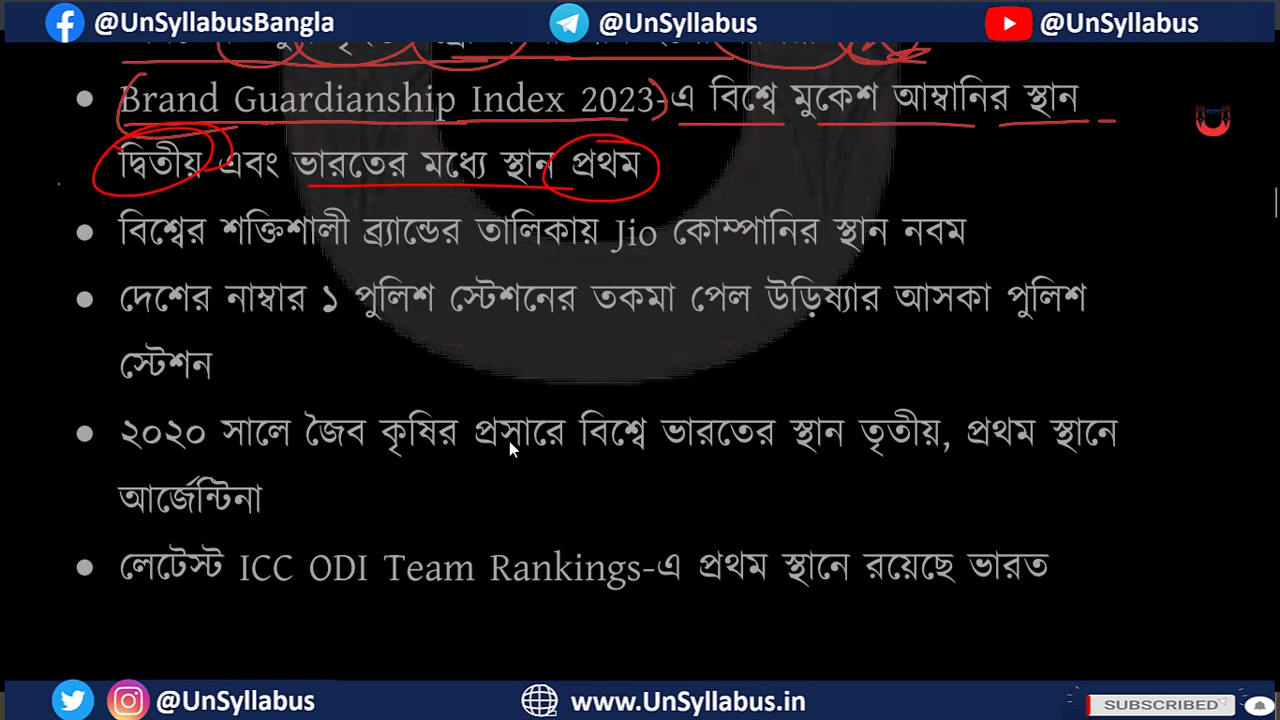 @UnSyllabusBangla @UnSyllabus @UnSyllabus
Brand Guardianship Index 2023-এ বিশ্বে মুকেশ আম্বানির স্থান
দ্বিতীয় এবং ভারতের মধ্যে স্থান প্রথম
বিশ্বের শক্তিশালী ব্র্যান্ডের তালিকায় Jio কোম্পানির স্থান নবম
দেশের নাম্বার ১ পুলিশ স্টেশনের তকমা পেল উড়িষ্যার আসকা পুলিশ
স্টেশন
২০২০ সালে জৈব কৃষির প্রসারে বিশ্বে ভারতের স্থান তৃতীয়, প্রথম স্থানে
আর্জেন্টিনা
লেটেস্ট ICC ODI Team Rankings-এ প্রথম স্থানে রয়েছে ভারত
@UnSyllabus www.UnSyllabus.in SUBSCRIBED